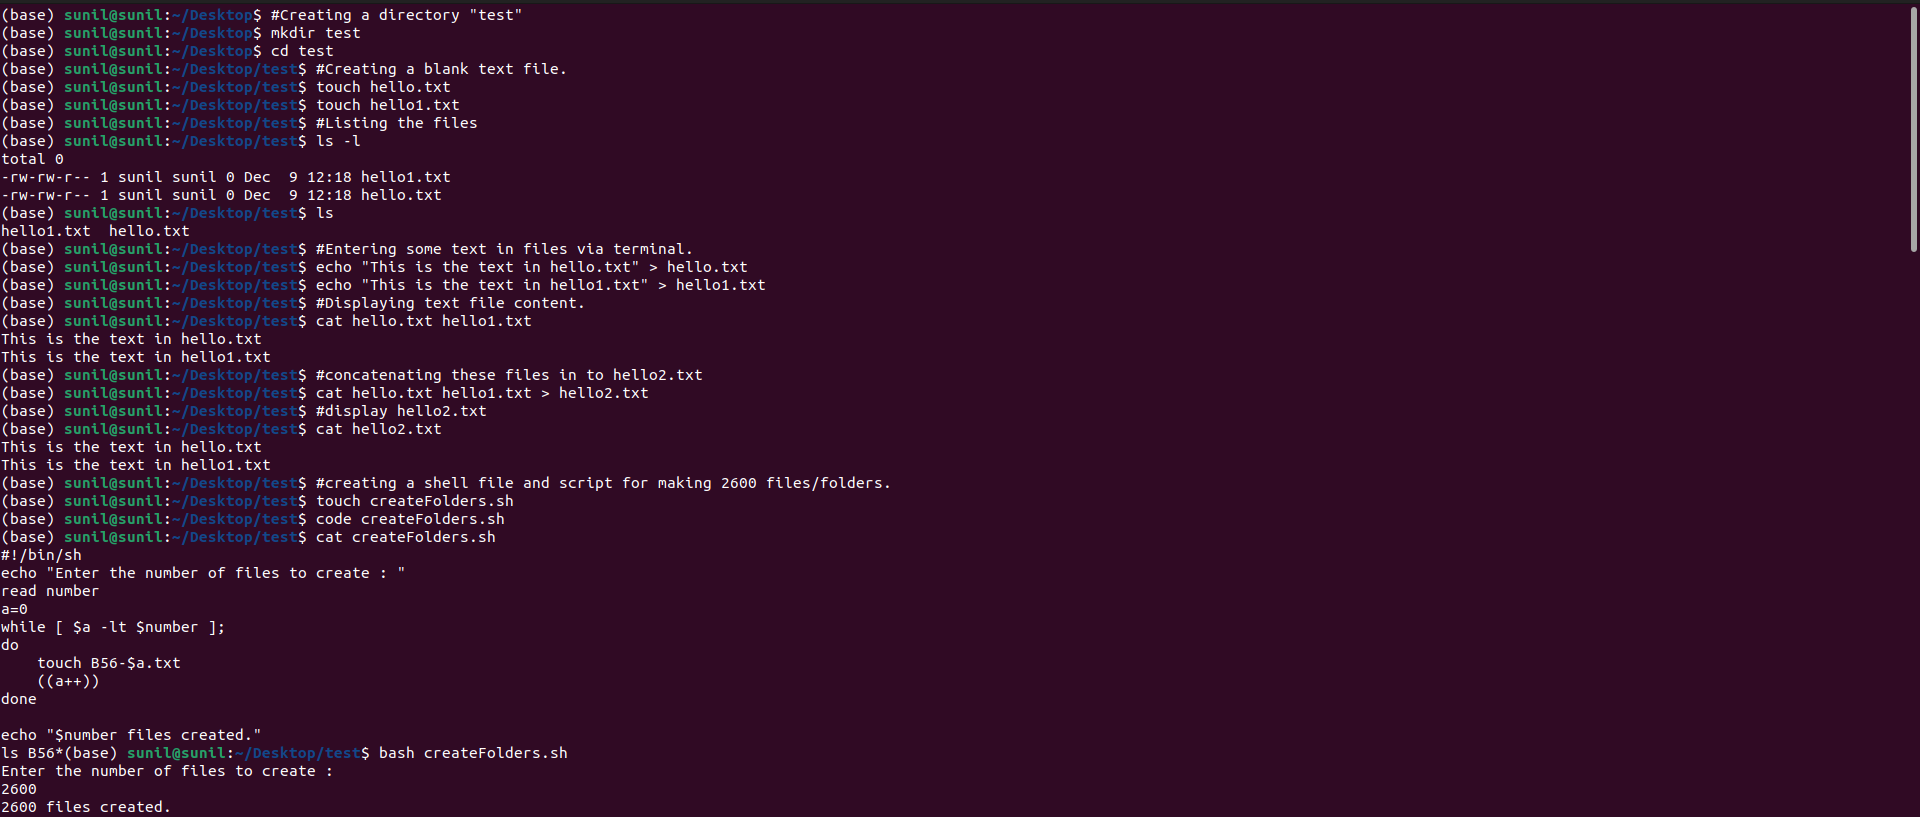 (base) sunil@sunil:~/Desktop$ #Creating a directory "test"
(base) sunil@sunil:~/Desktop$ mkdir test
(base) sunil@sunil:~/Desktop$ cd test
(base) sunil@sunil:~/Desktop/test$ #Creating a blank text file.
(base) sunil@sunil:~/Desktop/test$ touch hello.txt
(base) sunil@sunil:~/Desktop/test$ touch hello1.txt
(base) sunil@sunil:~/Desktop/test$ #Listing the files
(base) sunil@sunil:~/Desktop/test$ ls -l
total 0
-rw-rw-r-- 1 sunil sunil 0 Dec  9 12:18 hello1.txt
-rw-rw-r-- 1 sunil sunil 0 Dec  9 12:18 hello.txt
(base) sunil@sunil:~/Desktop/test$ ls
hello1.txt  hello.txt
(base) sunil@sunil:~/Desktop/test$ #Entering some text in files via terminal.
(base) sunil@sunil:~/Desktop/test$ echo "This is the text in hello.txt" > hello.txt
(base) sunil@sunil:~/Desktop/test$ echo "This is the text in hello1.txt" > hello1.txt
(base) sunil@sunil:~/Desktop/test$ #Displaying text file content.
(base) sunil@sunil:~/Desktop/test$ cat hello.txt hello1.txt
This is the text in hello.txt
This is the text in hello1.txt
(base) sunil@sunil:~/Desktop/test$ #concatenating these files in to hello2.txt
(base) sunil@sunil:~/Desktop/test$ cat hello.txt hello1.txt > hello2.txt
(base) sunil@sunil:~/Desktop/test$ #display hello2.txt
(base) sunil@sunil:~/Desktop/test$ cat hello2.txt
This is the text in hello.txt
This is the text in hello1.txt
(base) sunil@sunil:~/Desktop/test$ #creating a shell file and script for making 2600 files/folders.
(base) sunil@sunil:~/Desktop/test$ touch createFolders.sh
(base) sunil@sunil:~/Desktop/test$ code createFolders.sh
(base) sunil@sunil:~/Desktop/test$ cat createFolders.sh
#!/bin/sh
echo "Enter the number of files to create : "
read number
a=0
while [ $a -lt $number ];
do
    touch B56-$a.txt
    ((a++))
done

echo "$number files created."
ls B56*(base) sunil@sunil:~/Desktop/test$ bash createFolders.sh
Enter the number of files to create :
2600
2600 files created.